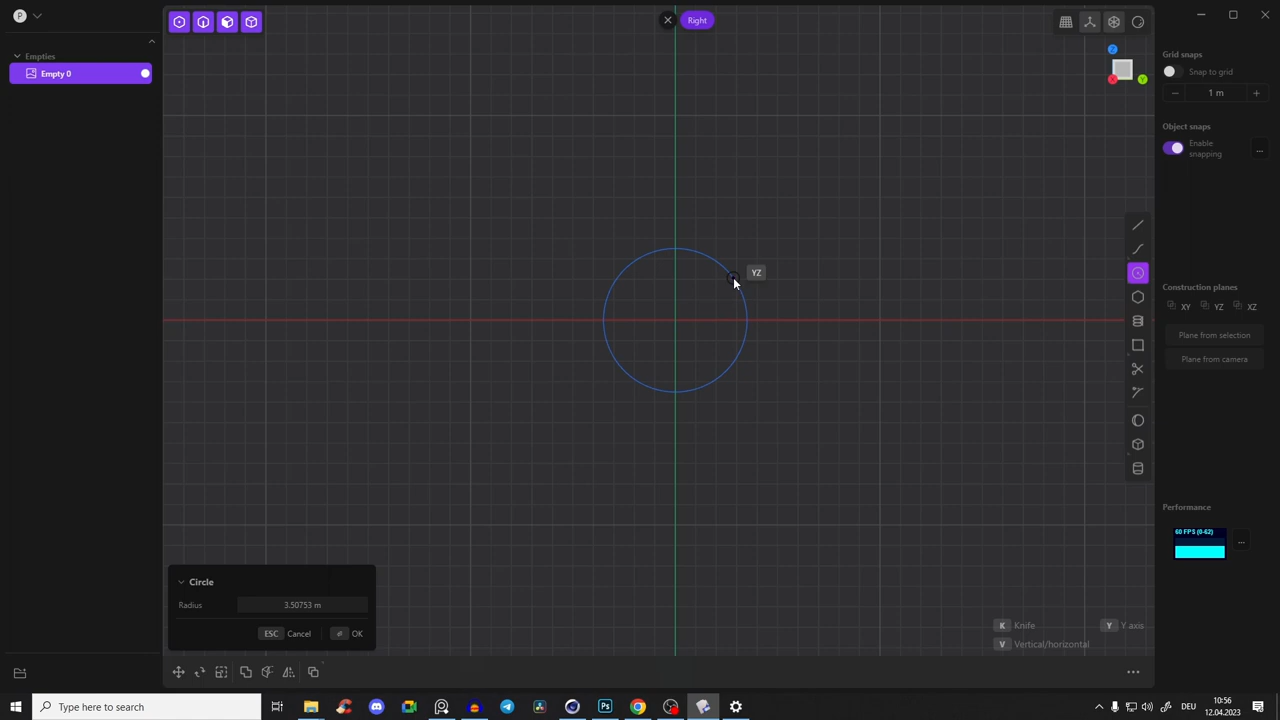 P
Right
Grid snaps
Empties
Snap to grid
Empty 0
Z
X
Y
1 m
Object snaps
Enable
snapping
...
YZ
Construction planes
XY
YZ
XZ
Plane from selection
Plane from camera
Performance
60 FPS (0-62)
...
Circle
Radius
3.50753 m
K
Knife
Y
Y axis
ESC
Cancel
OK
V
Vertical/horizontal
Type here to search
Ps
DEU
10:56
12.04.2023